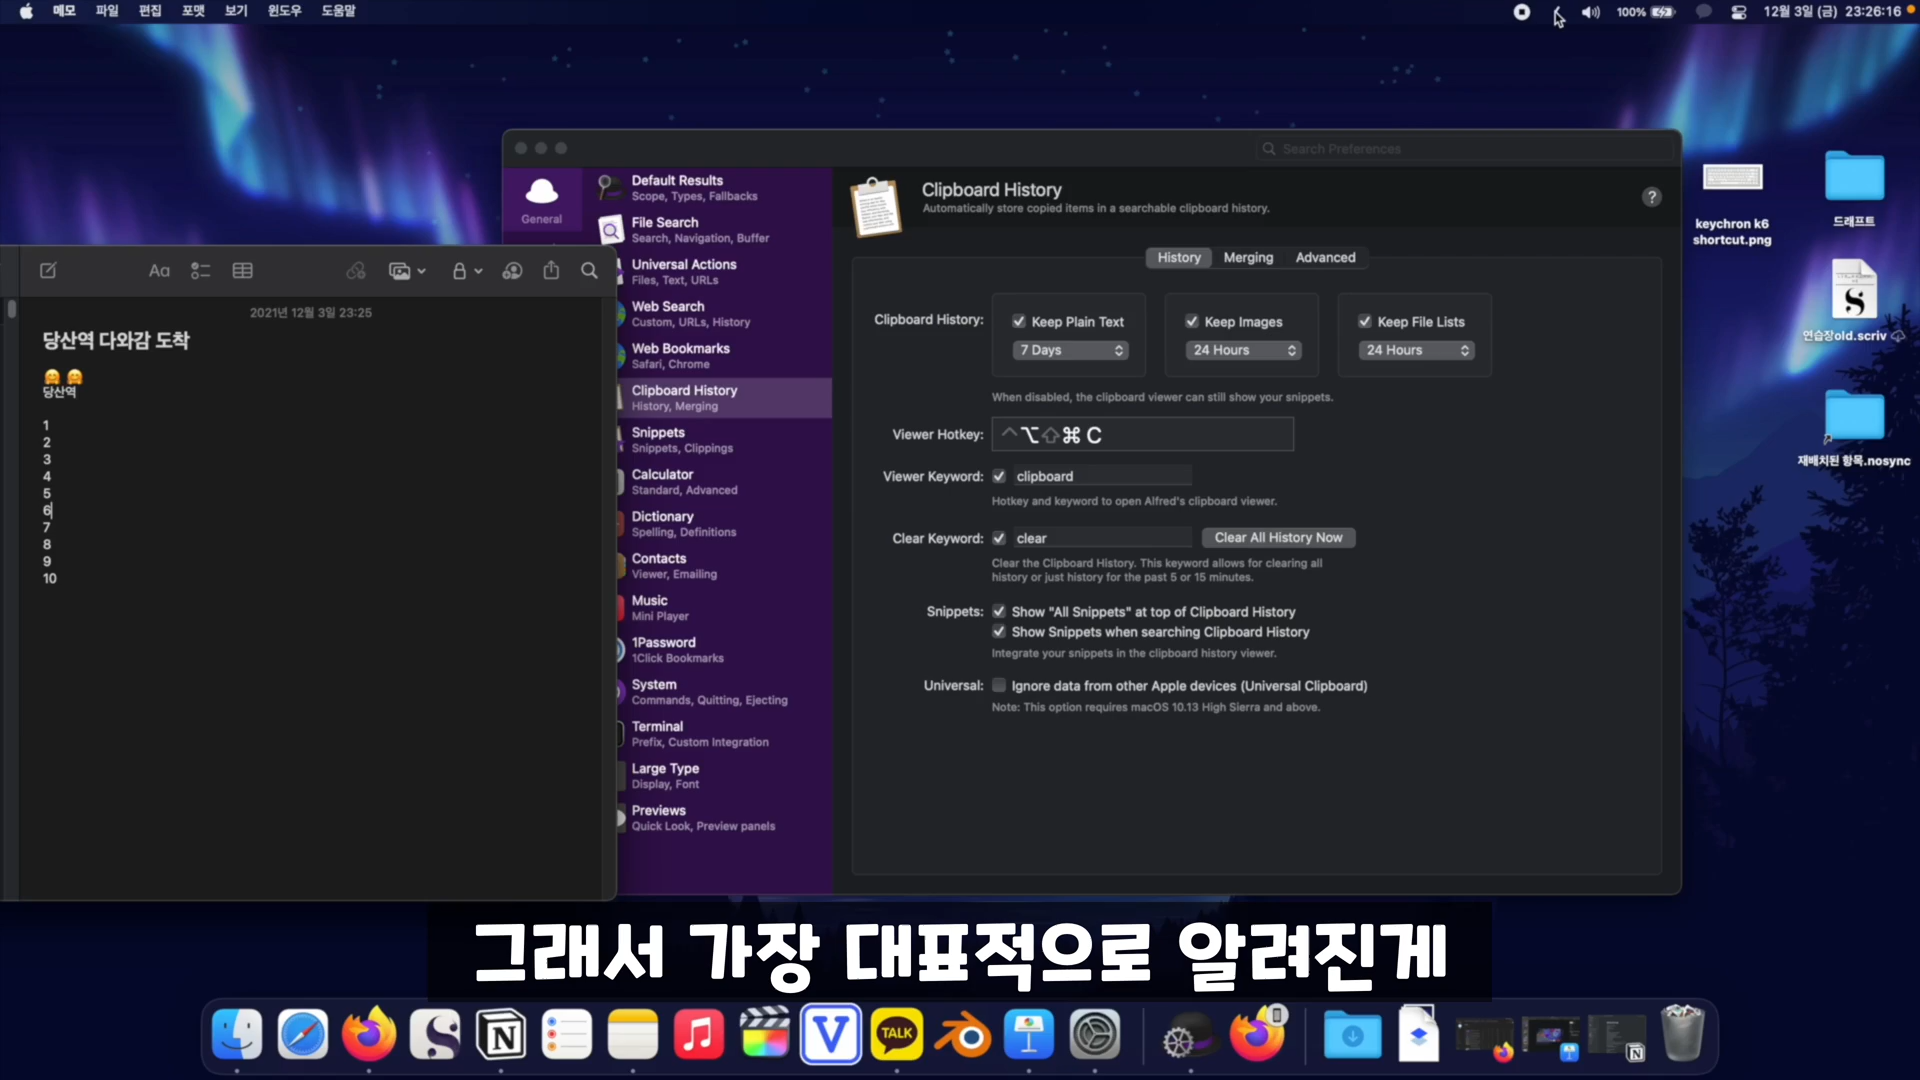 메모 파일 편집 포맷 보기 윈도우 도움말
100% 12월 3일 (금) 23:26:16
Search Preferences
General
Default Results
Scope, Types, Fallbacks
File Search
Search, Navigation, Buffer
Universal Actions
Files, Text, URLs
Web Search
Custom, URLs, History
Web Bookmarks
Safari, Chrome
Clipboard History
History, Merging
Snippets
Snippets, Clippings
Calculator
Standard, Advanced
Dictionary
Spelling, Definitions
Contacts
Viewer, Emailing
Music
Mini Player
1Password
1Click Bookmarks
System
Commands, Quitting, Ejecting
Terminal
Prefix, Custom Integration
Large Type
Display, Font
Previews
Quick Look, Preview panels
Clipboard History
Automatically store copied items in a searchable clipboard history.
?
History Merging Advanced
Clipboard History: Keep Plain Text Keep Images Keep File Lists
7 Days 24 Hours 24 Hours
When disabled, the clipboard viewer can still show your snippets.
Viewer Hotkey: ^⌥⇧⌘ C
Viewer Keyword: clipboard
Hotkey and keyword to open Alfred's clipboard viewer.
Clear Keyword: clear Clear All History Now
Clear the Clipboard History. This keyword allows for clearing all
history or just history for the past 5 or 15 minutes.
Snippets: Show "All Snippets" at top of Clipboard History
Show Snippets when searching Clipboard History
Integrate your snippets in the clipboard history viewer.
Universal: Ignore data from other Apple devices (Universal Clipboard)
Note: This option requires macOS 10.13 High Sierra and above.
Aa
2021년 12월 3일 23:25
당산역 다와감 도착
🤗 🤗
당산역
1
2
3
4
5
6
7
8
9
10
keychron k6
shortcut.png
드래프트
연습장old.scriv
재배치된 항목.nosync
그래서 가장 대표적으로 알려진게
TALK